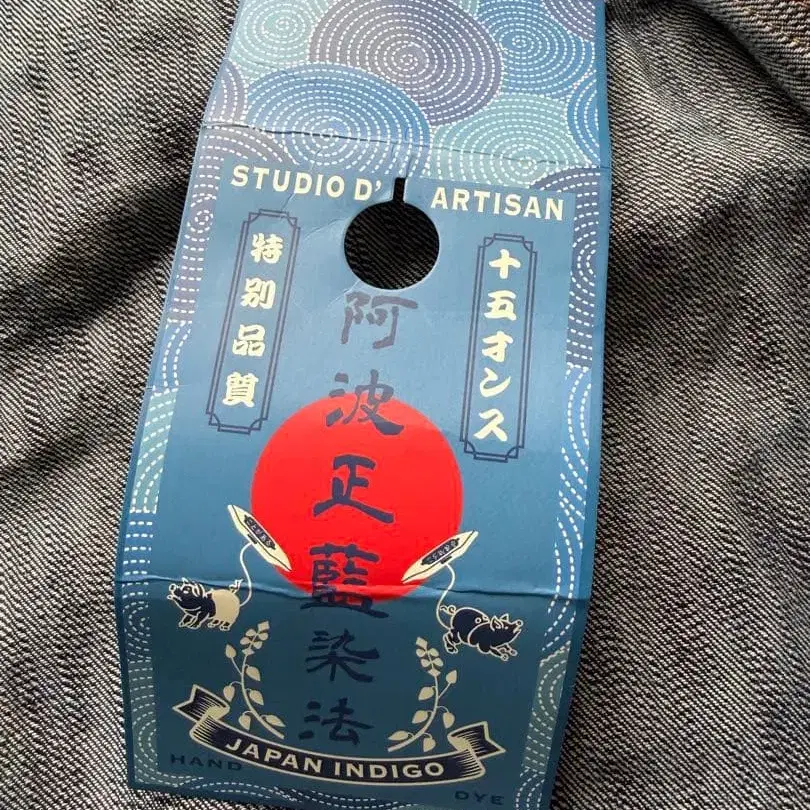 STUDIO D' ARTISAN
十五オンス
阿波正藍染法
特別品質
JAPAN INDIGO
HAND DYE